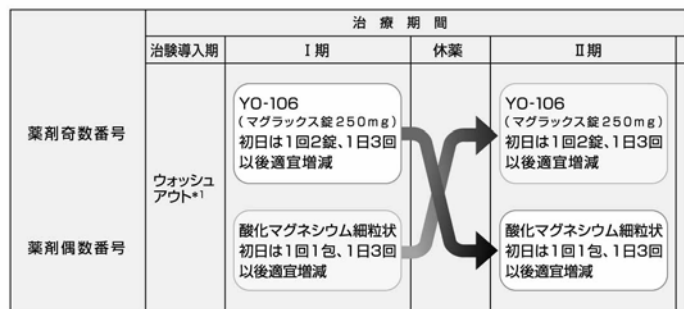 治療期間
治験導入期 Ⅰ期 休薬 Ⅱ期
薬剤奇数番号
ウォッシュ
アウト*1
YO-106
(マグラックス錠250mg)
初日は1回2錠、1日3回
以後適宜増減
YO-106
(マグラックス錠250mg)
初日は1回2錠、1日3回
以後適宜増減
薬剤偶数番号
酸化マグネシウム細粒状
初日は1回1包、1日3回
以後適宜増減
酸化マグネシウム細粒状
初日は1回1包、1日3回
以後適宜増減